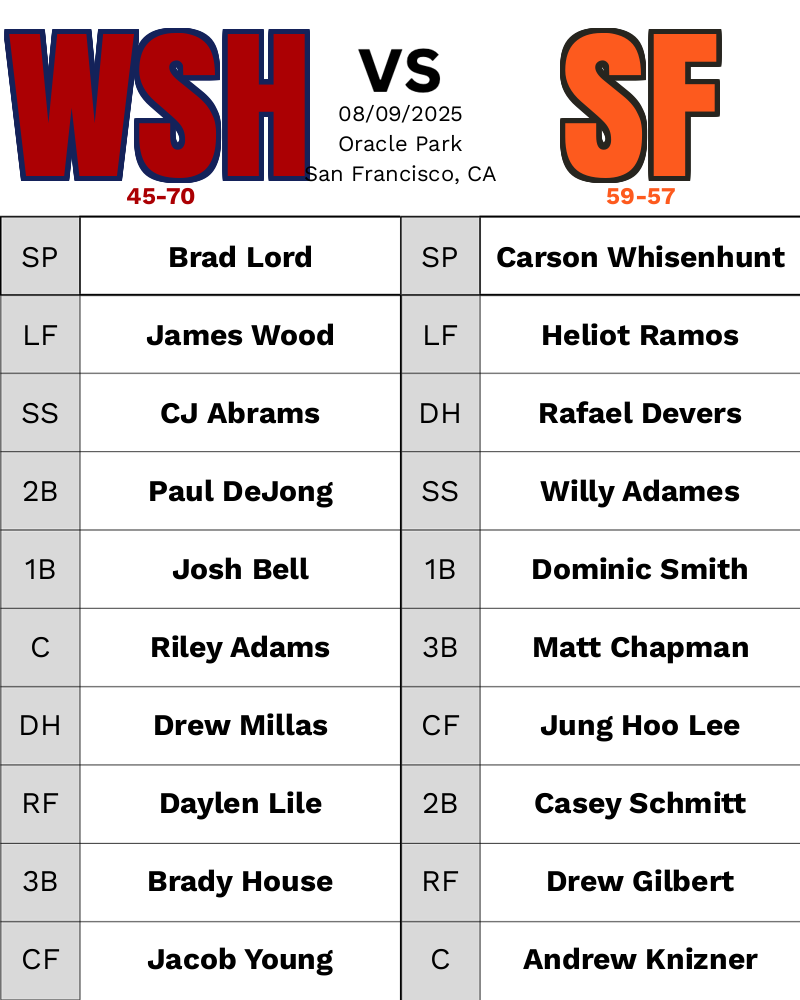 WSH VS SF
08/09/2025
Oracle Park
San Francisco, CA
45-70 59-57
SP Brad Lord SP Carson Whisenhunt
LF James Wood LF Heliot Ramos
SS CJ Abrams DH Rafael Devers
2B Paul DeJong SS Willy Adames
1B Josh Bell 1B Dominic Smith
C Riley Adams 3B Matt Chapman
DH Drew Millas CF Jung Hoo Lee
RF Daylen Lile 2B Casey Schmitt
3B Brady House RF Drew Gilbert
CF Jacob Young C Andrew Knizner